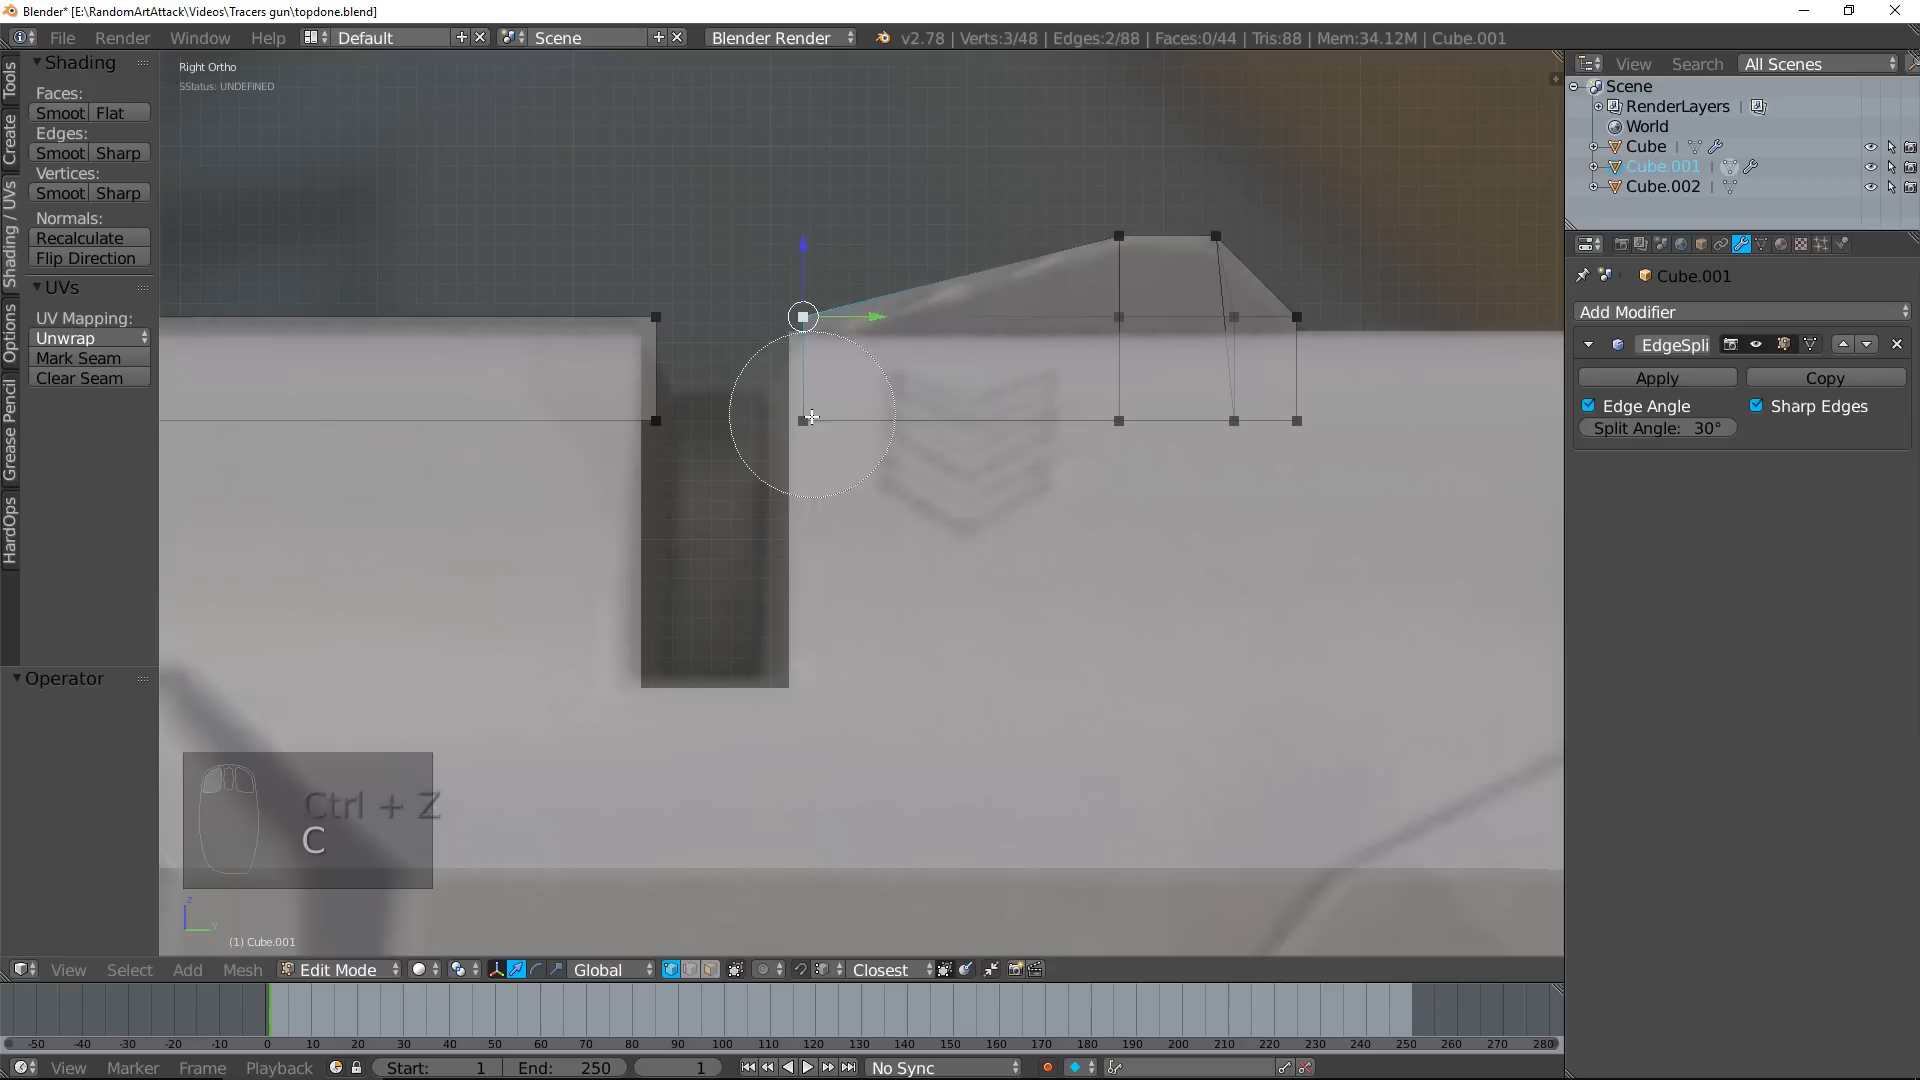 Blender* [E:\RandomArtAttack\Videos\Tracers gun\topdone.blend]
File Render Window Help Default Scene Blender Render v2.78 | Verts:3/48 | Edges:2/88 | Faces:0/44 | Tris:88 | Mem:34.12M | Cube.001
Tools
Create
Shading / UVs
Options
Grease Pencil
HardOps
Shading
Faces:
Smoot Flat
Edges:
Smoot Sharp
Vertices:
Smoot Sharp
Normals:
Recalculate
Flip Direction
UVs
UV Mapping:
Unwrap
Mark Seam
Clear Seam
Operator
Right Ortho
SStatus: UNDEFINED
Ctrl + Z
C
z
y
(1) Cube.001
View Search All Scenes
Scene
RenderLayers |
World
Cube |
Cube.001 |
Cube.002 |
Cube.001
Add Modifier
EdgeSpli
Apply Copy
Edge Angle Sharp Edges
Split Angle: 30°
View Select Add Mesh Edit Mode Global Closest
-50 -40 -30 -20 -10 0 10 20 30 40 50 60 70 80 90 100 110 120 130 140 150 160 170 180 190 200 210 220 230 240 250 260 270 280
View Marker Frame Playback Start: 1 End: 250 1 No Sync